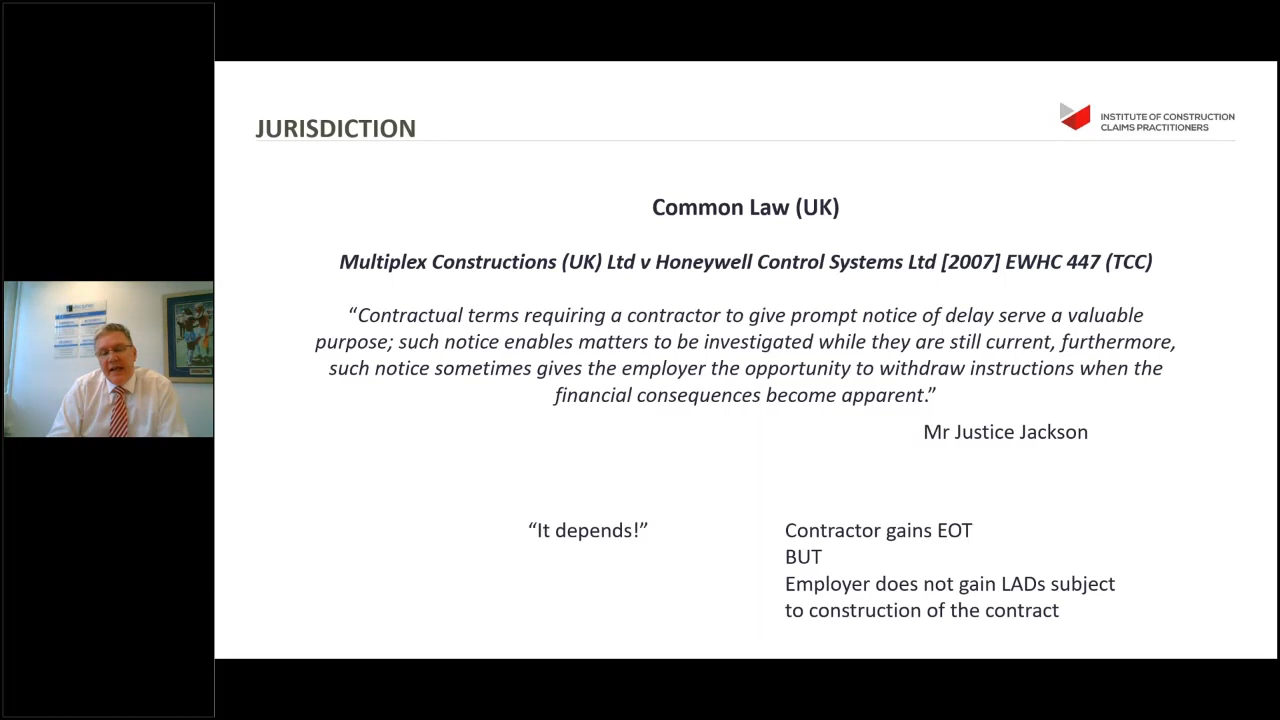 JURISDICTION
INSTITUTE OF CONSTRUCTION
CLAIMS PRACTITIONERS
Common Law (UK)
Multiplex Constructions (UK) Ltd v Honeywell Control Systems Ltd [2007] EWHC 447 (TCC)
“Contractual terms requiring a contractor to give prompt notice of delay serve a valuable
purpose; such notice enables matters to be investigated while they are still current, furthermore,
such notice sometimes gives the employer the opportunity to withdraw instructions when the
financial consequences become apparent.”
Mr Justice Jackson
“It depends!”
Contractor gains EOT
BUT
Employer does not gain LADs subject
to construction of the contract